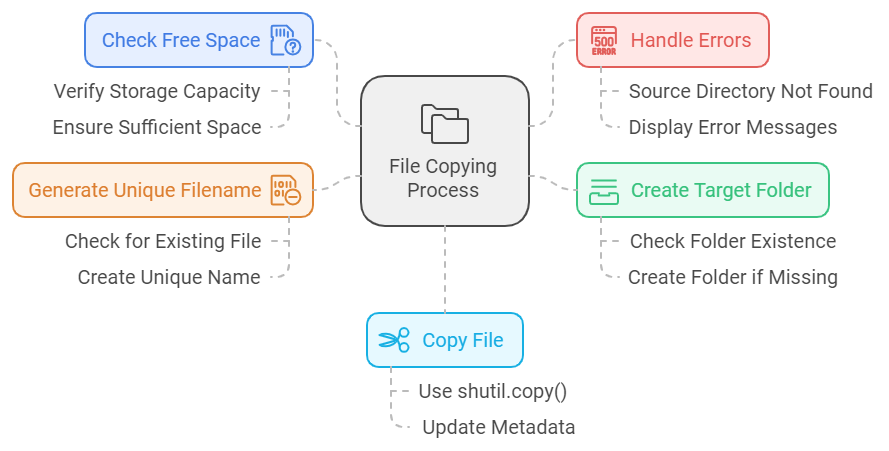 Check Free Space
Verify Storage Capacity
Ensure Sufficient Space
Generate Unique Filename
Check for Existing File
Create Unique Name
File Copying
Process
500
ERROR
Handle Errors
Source Directory Not Found
Display Error Messages
Create Target Folder
Check Folder Existence
Create Folder if Missing
Copy File
Use shutil.copy()
Update Metadata